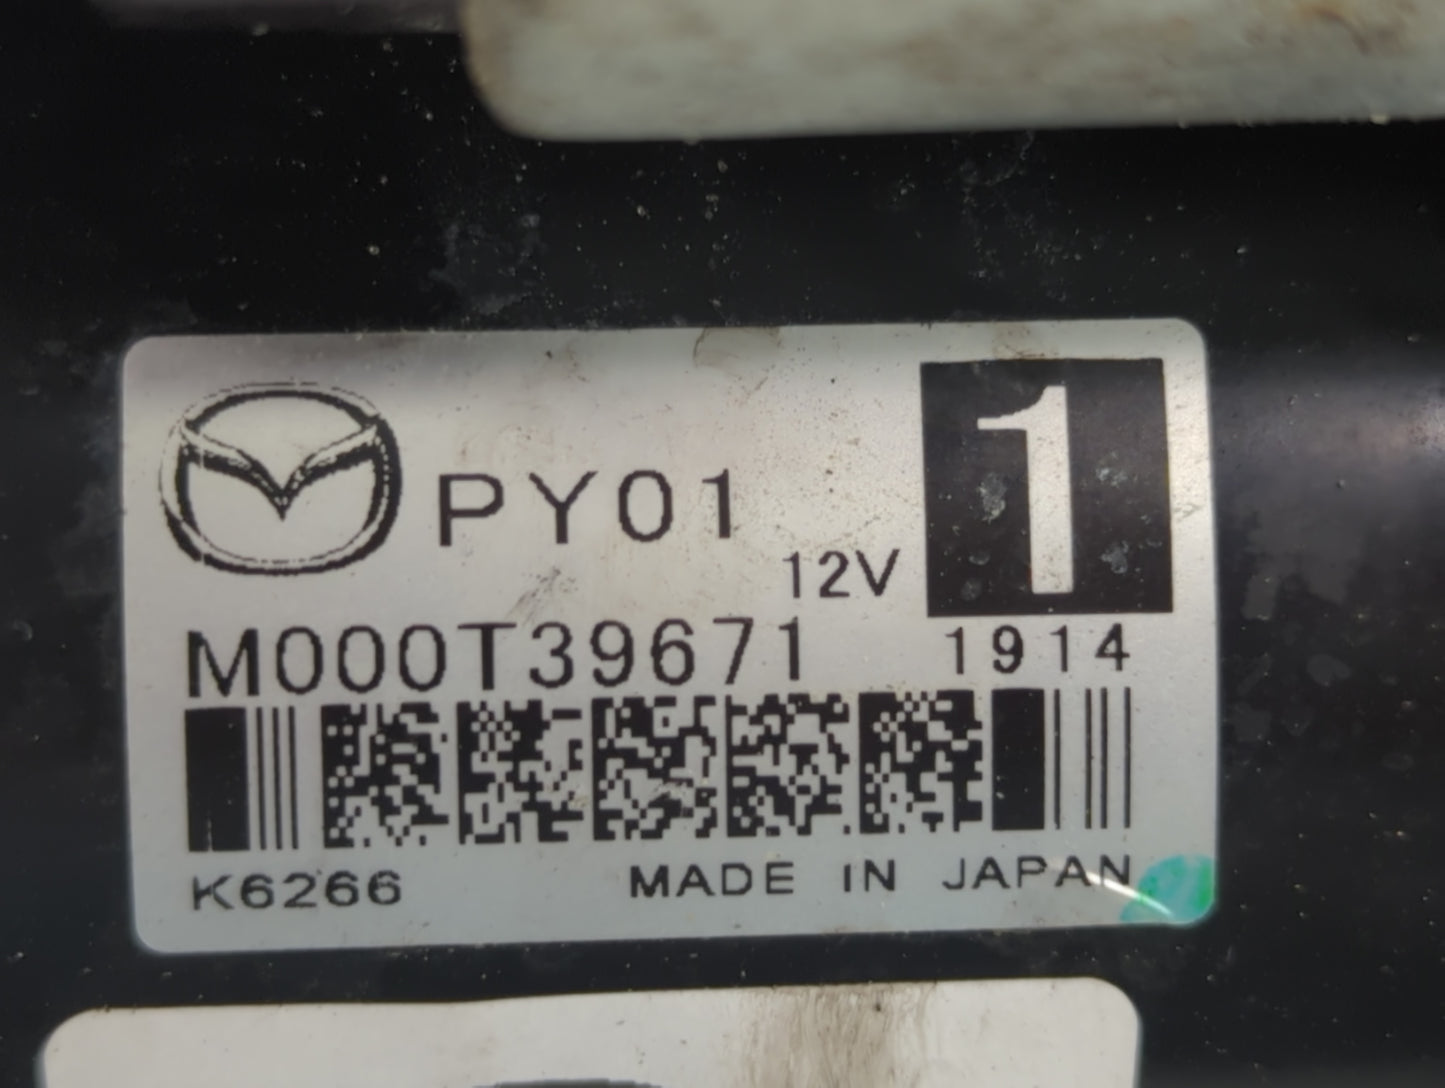 PY01
12V
1
M000T39671
1914
K6266
MADE IN JAPAN